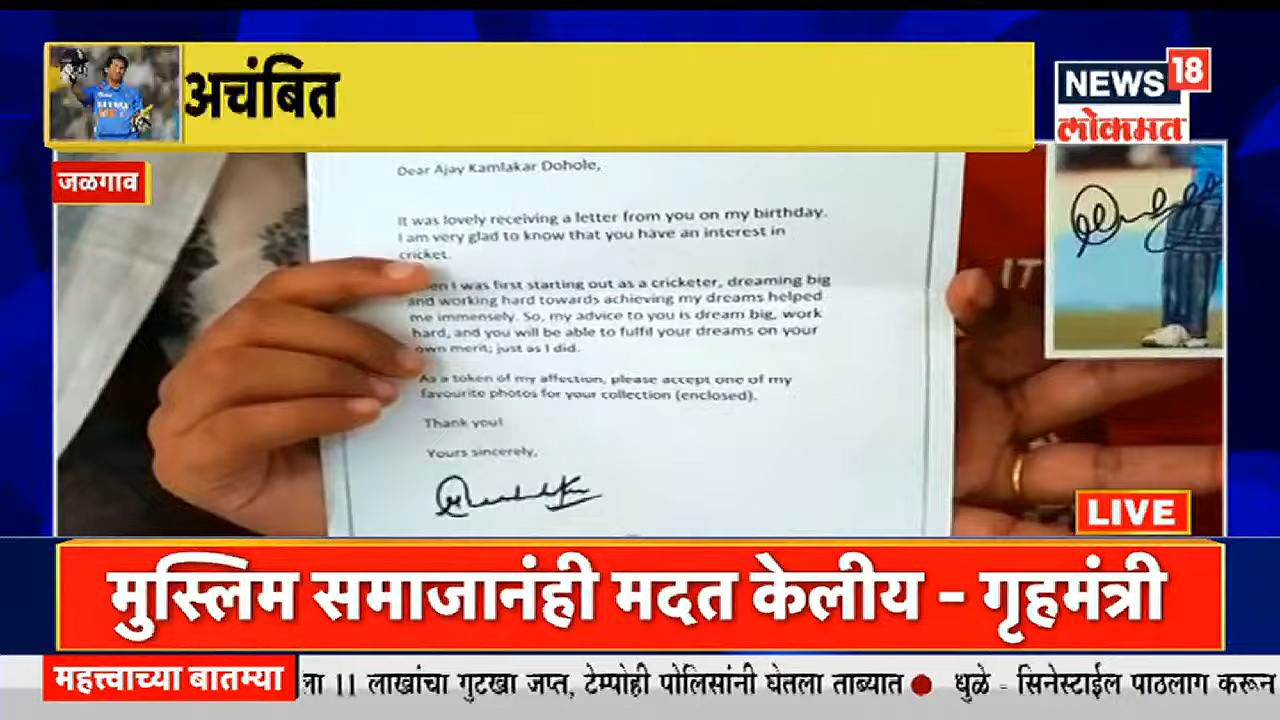 अचंबित
NEWS 18
लोकमत
जळगाव
Dear Ajay Kamlakar Dohole,
It was lovely receiving a letter from you on my birthday.
I am very glad to know that you have an interest in
cricket.
I was first starting out as a cricketer, dreaming big
and working hard towards achieving my dreams helped
me immensely. So, my advice to you is dream big, work
hard, and you will be able to fulfil your dreams on your
own merit; just as I did.
As a token of my affection, please accept one of my
favourite photos for your collection (enclosed).
Thank you!
Yours sincerely,
IT
LIVE
मुस्लिम समाजानंही मदत केलीय - गृहमंत्री
महत्त्वाच्या बातम्या
ला 11 लाखांचा गुटखा जप्त, टेम्पोही पोलिसांनी घेतला ताब्यात ● धुळे - सिनेस्टाईल पाठलाग करून